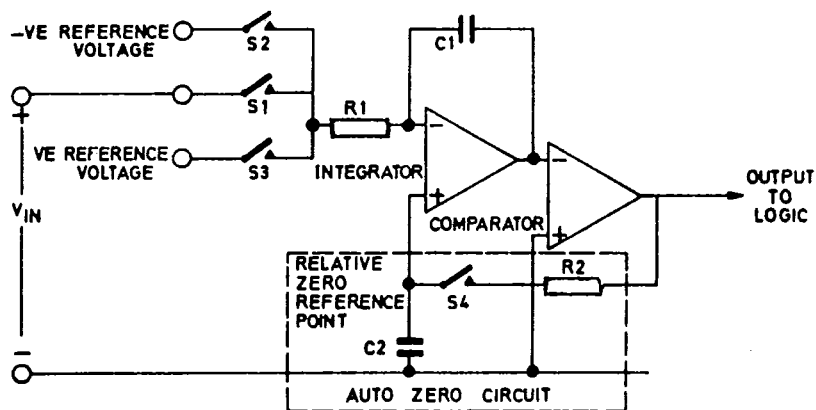 -VE REFERENCE
VOLTAGE
S2
C1
S1
R1
+
VE REFERENCE
VOLTAGE
S3
INTEGRATOR
-
+
VIN
COMPARATOR
-
+
OUTPUT
TO
LOGIC
RELATIVE
ZERO
REFERENCE
POINT
S4
R2
C2
-
AUTO ZERO CIRCUIT